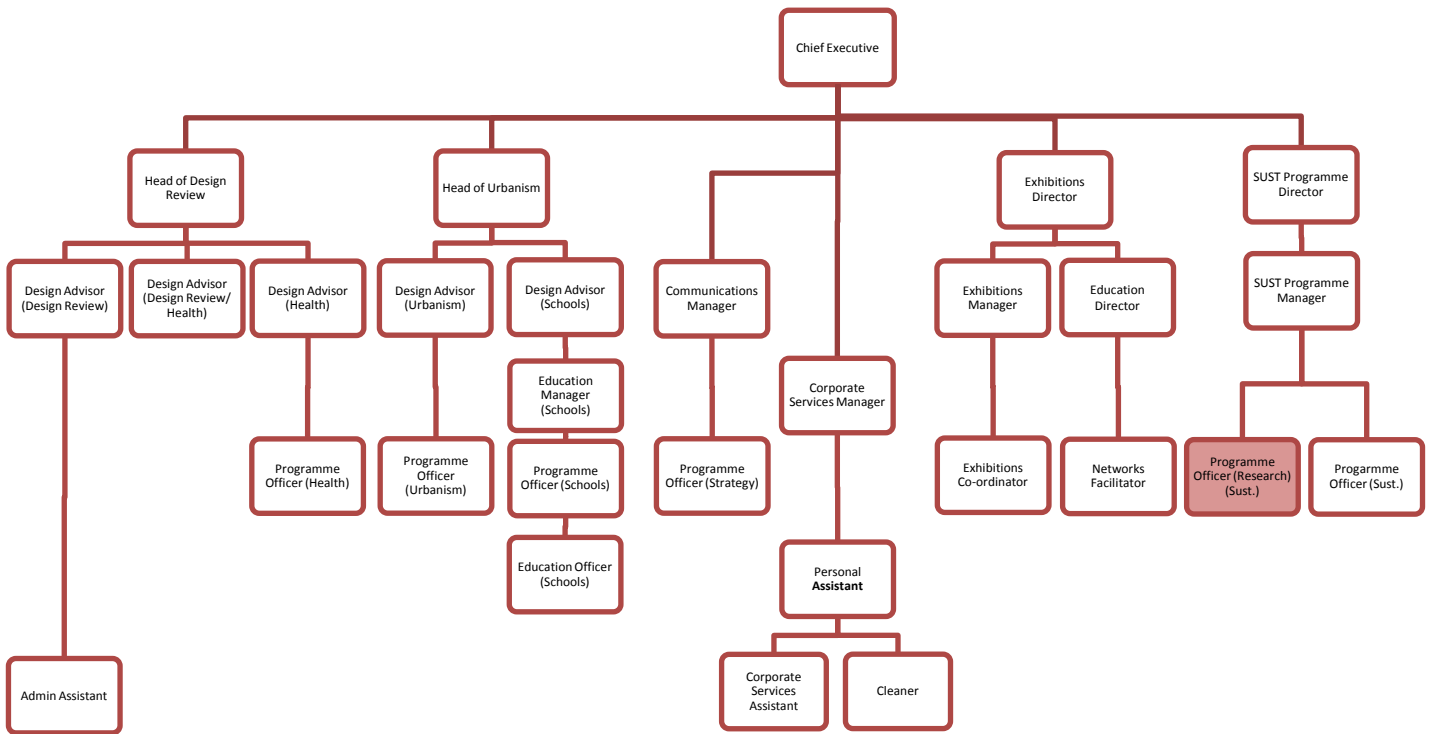 Chief Executive
Head of Design
Review
Head of Urbanism
Exhibitions
Director
SUST Programme
Director
Design Advisor
(Design Review)
Design Advisor
(Design Review/
Health)
Design Advisor
(Health)
Design Advisor
(Urbanism)
Design Advisor
(Schools)
Communications
Manager
Exhibitions
Manager
Education
Director
SUST Programme
Manager
Education
Manager
(Schools)
Corporate
Services Manager
Programme
Officer (Health)
Programme
Officer
(Urbanism)
Programme
Officer (Schools)
Programme
Officer (Strategy)
Exhibitions
Co-ordinator
Networks
Facilitator
Programme
Officer (Research)
(Sust.)
Progarmme
Officer (Sust.)
Education Officer
(Schools)
Personal
Assistant
Admin Assistant
Corporate
Services
Assistant
Cleaner